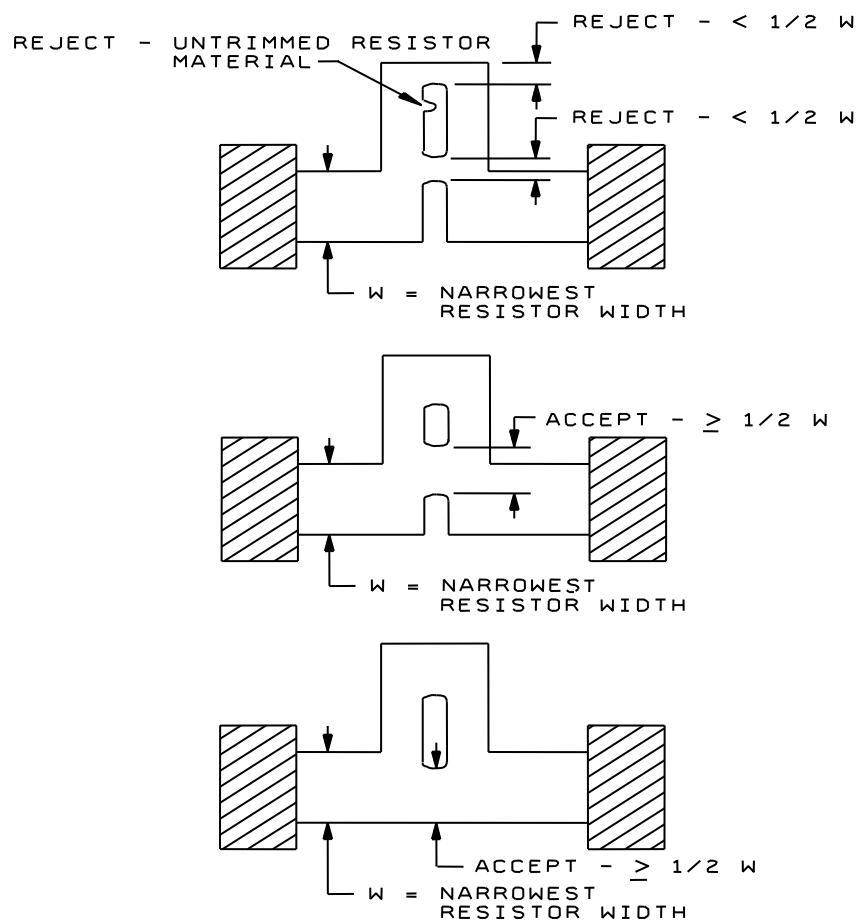 REJECT - < 1/2 W
REJECT - UNTRIMMED RESISTOR
MATERIAL
REJECT - < 1/2 W
W = NARROWEST
RESISTOR WIDTH
ACCEPT - ≥ 1/2 W
W = NARROWEST
RESISTOR WIDTH
ACCEPT - ≥ 1/2 W
W = NARROWEST
RESISTOR WIDTH